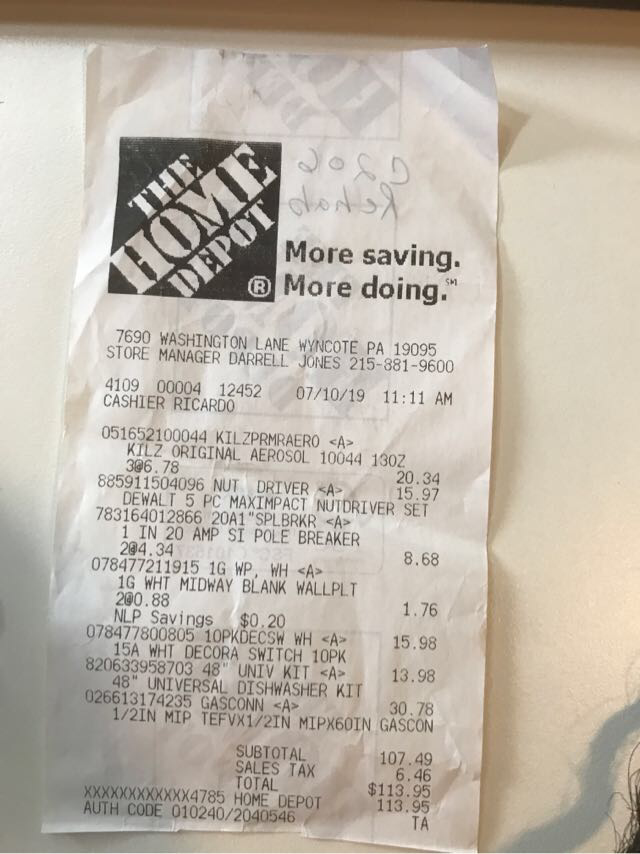 THE
HOME
DEPOT
®
C206
Rehab
More saving.
More doing.℠
7690 WASHINGTON LANE WYNCOTE PA 19095
STORE MANAGER DARRELL JONES 215-881-9600
4109 00004 12452 07/10/19 11:11 AM
CASHIER RICARDO
051652100044 KILZPRMRAERO <A>
KILZ ORIGINAL AEROSOL 10044 13OZ
3@6.78 20.34
885911504096 NUT DRIVER <A> 15.97
DEWALT 5 PC MAXIMPACT NUTDRIVER SET
783164012866 20A1"SPLBRKR <A>
1 IN 20 AMP SI POLE BREAKER
2@4.34 8.68
078477211915 1G WP, WH <A>
1G WHT MIDWAY BLANK WALLPLT
2@0.88 1.76
NLP Savings $0.20
078477800805 10PKDECSW WH <A> 15.98
15A WHT DECORA SWITCH 10PK
820633958703 48" UNIV KIT <A> 13.98
48" UNIVERSAL DISHWASHER KIT
026613174235 GASCONN <A> 30.78
1/2IN MIP TEFVX1/2IN MIPX60IN GASCON
SUBTOTAL 107.49
SALES TAX 6.46
TOTAL $113.95
XXXXXXXXXXXX4785 HOME DEPOT 113.95
AUTH CODE 010240/2040546 TA